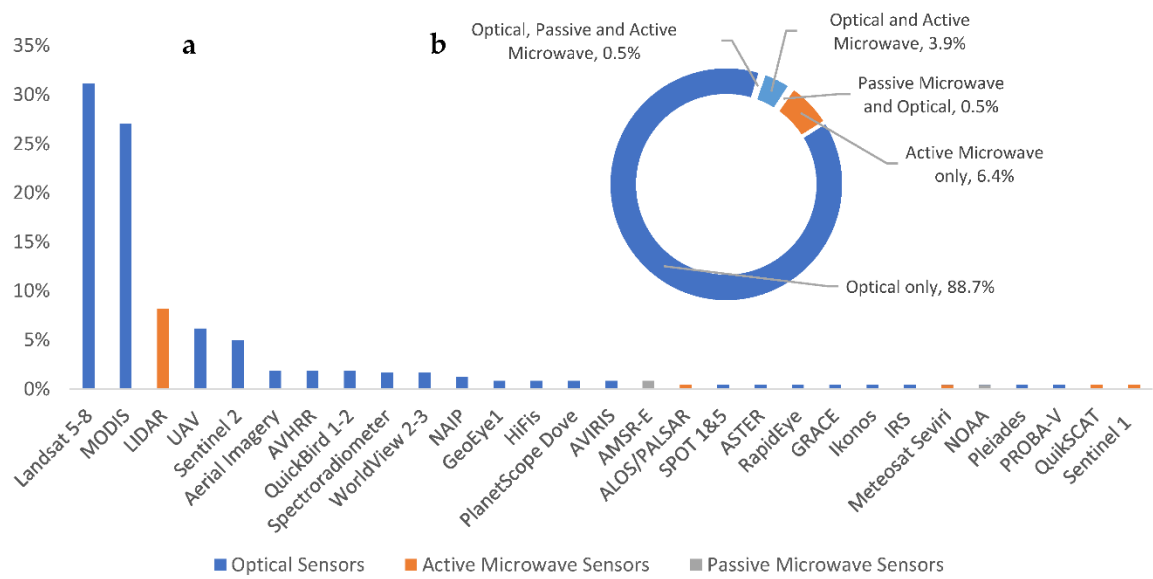 35%
30%
25%
20%
15%
10%
5%
0%
a
b
Optical, Passive and Active
Microwave, 0.5%
Optical and Active
Microwave, 3.9%
Passive Microwave
and Optical, 0.5%
Active Microwave
only, 6.4%
Optical only, 88.7%
Landsat 5-8
MODIS
LIDAR
UAV
Sentinel 2
Aerial Imagery
AVHRR
QuickBird 1-2
Spectroradiometer
WorldView 2-3
NAIP
GeoEye1
HiFis
PlanetScope Dove
AVIRIS
AMSR-E
ALOS/PALSAR
SPOT 1&5
ASTER
RapidEye
GRACE
Ikonos
IRS
Meteosat Seviri
NOAA
Pleiades
PROBA-V
QuikSCAT
Sentinel 1
Optical Sensors
Active Microwave Sensors
Passive Microwave Sensors